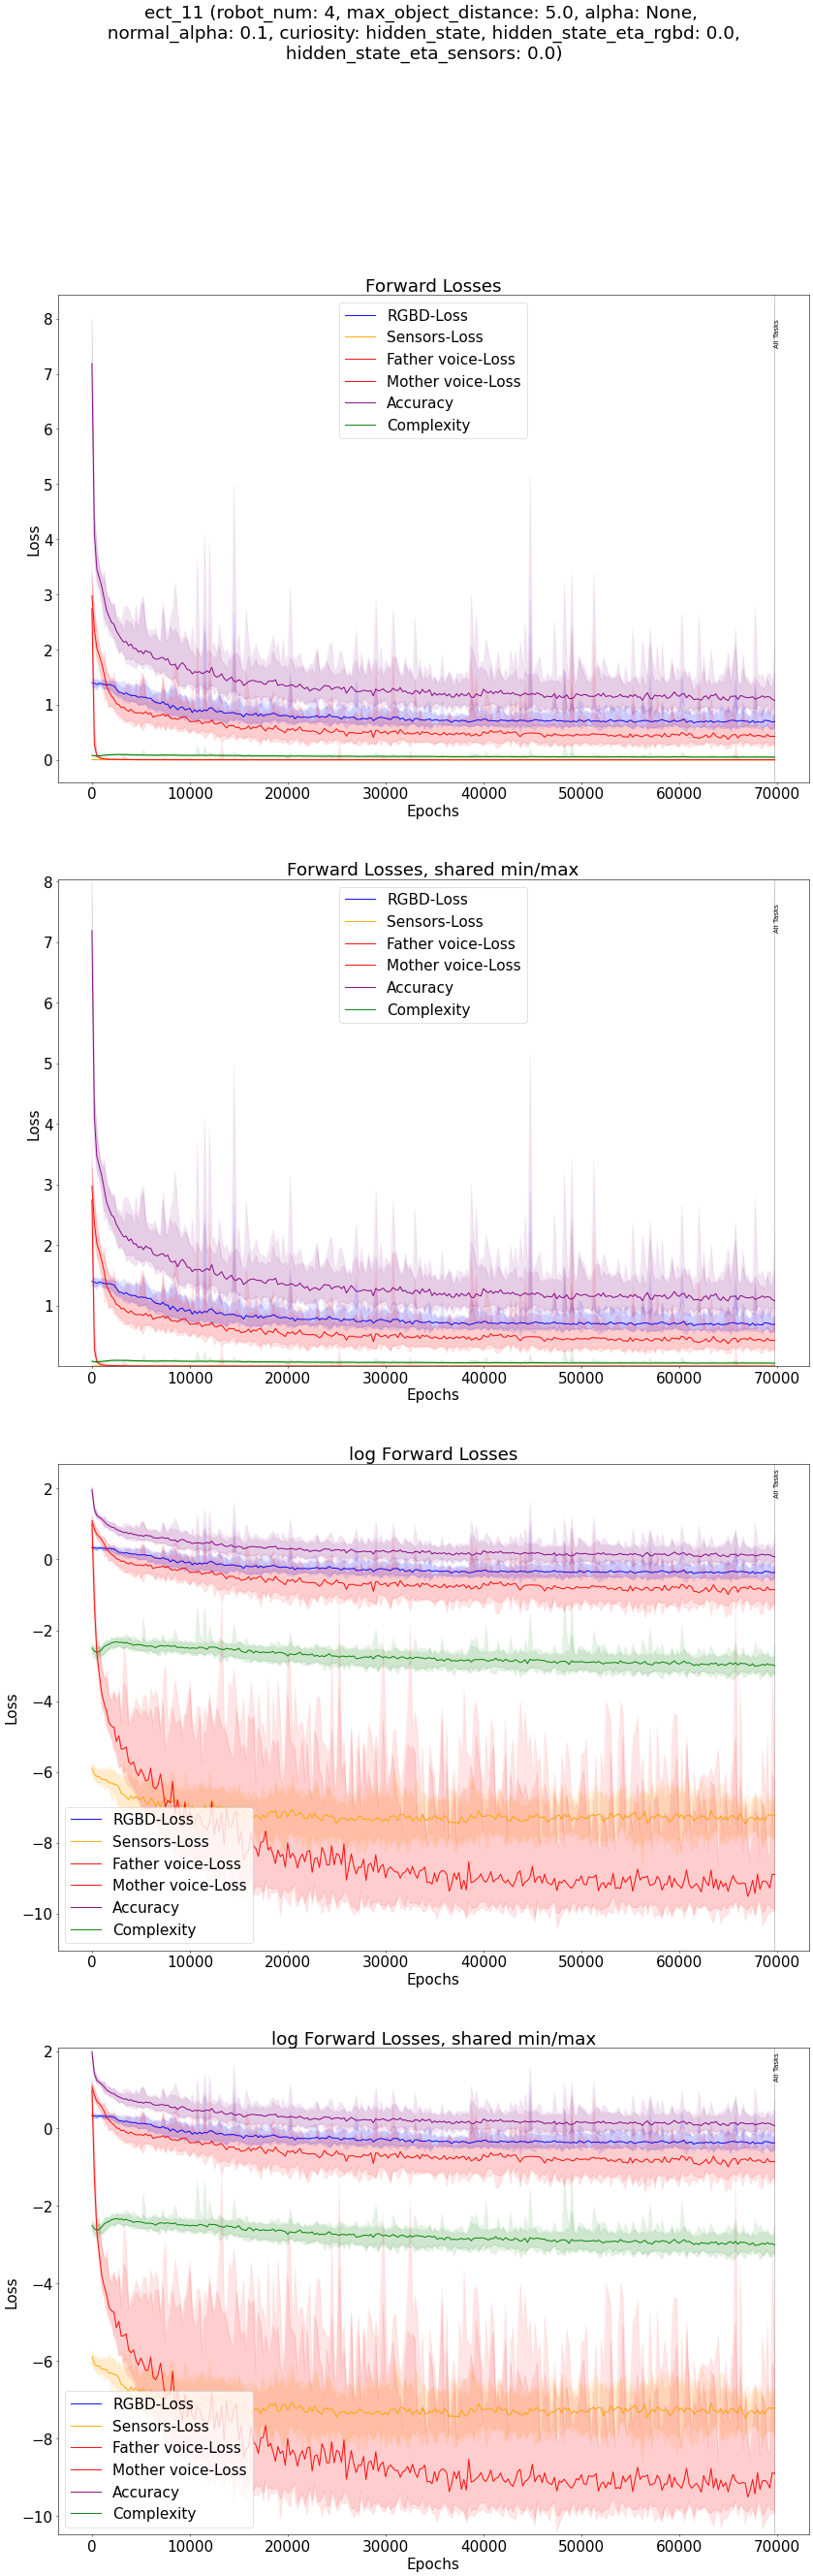 ect_11 (robot_num: 4, max_object_distance: 5.0, alpha: None,
normal_alpha: 0.1, curiosity: hidden_state, hidden_state_eta_rgbd: 0.0,
hidden_state_eta_sensors: 0.0)
Forward Losses
RGBD-Loss
Sensors-Loss
Father voice-Loss
Mother voice-Loss
Accuracy
Complexity
All Tasks
8
7
6
5
4
3
2
1
0
Loss
0 10000 20000 30000 40000 50000 60000 70000
Epochs
Forward Losses, shared min/max
RGBD-Loss
Sensors-Loss
Father voice-Loss
Mother voice-Loss
Accuracy
Complexity
All Tasks
8
7
6
5
4
3
2
1
Loss
0 10000 20000 30000 40000 50000 60000 70000
Epochs
log Forward Losses
All Tasks
2
0
−2
−4
−6
−8
−10
Loss
RGBD-Loss
Sensors-Loss
Father voice-Loss
Mother voice-Loss
Accuracy
Complexity
0 10000 20000 30000 40000 50000 60000 70000
Epochs
log Forward Losses, shared min/max
All Tasks
2
0
−2
−4
−6
−8
−10
Loss
RGBD-Loss
Sensors-Loss
Father voice-Loss
Mother voice-Loss
Accuracy
Complexity
0 10000 20000 30000 40000 50000 60000 70000
Epochs